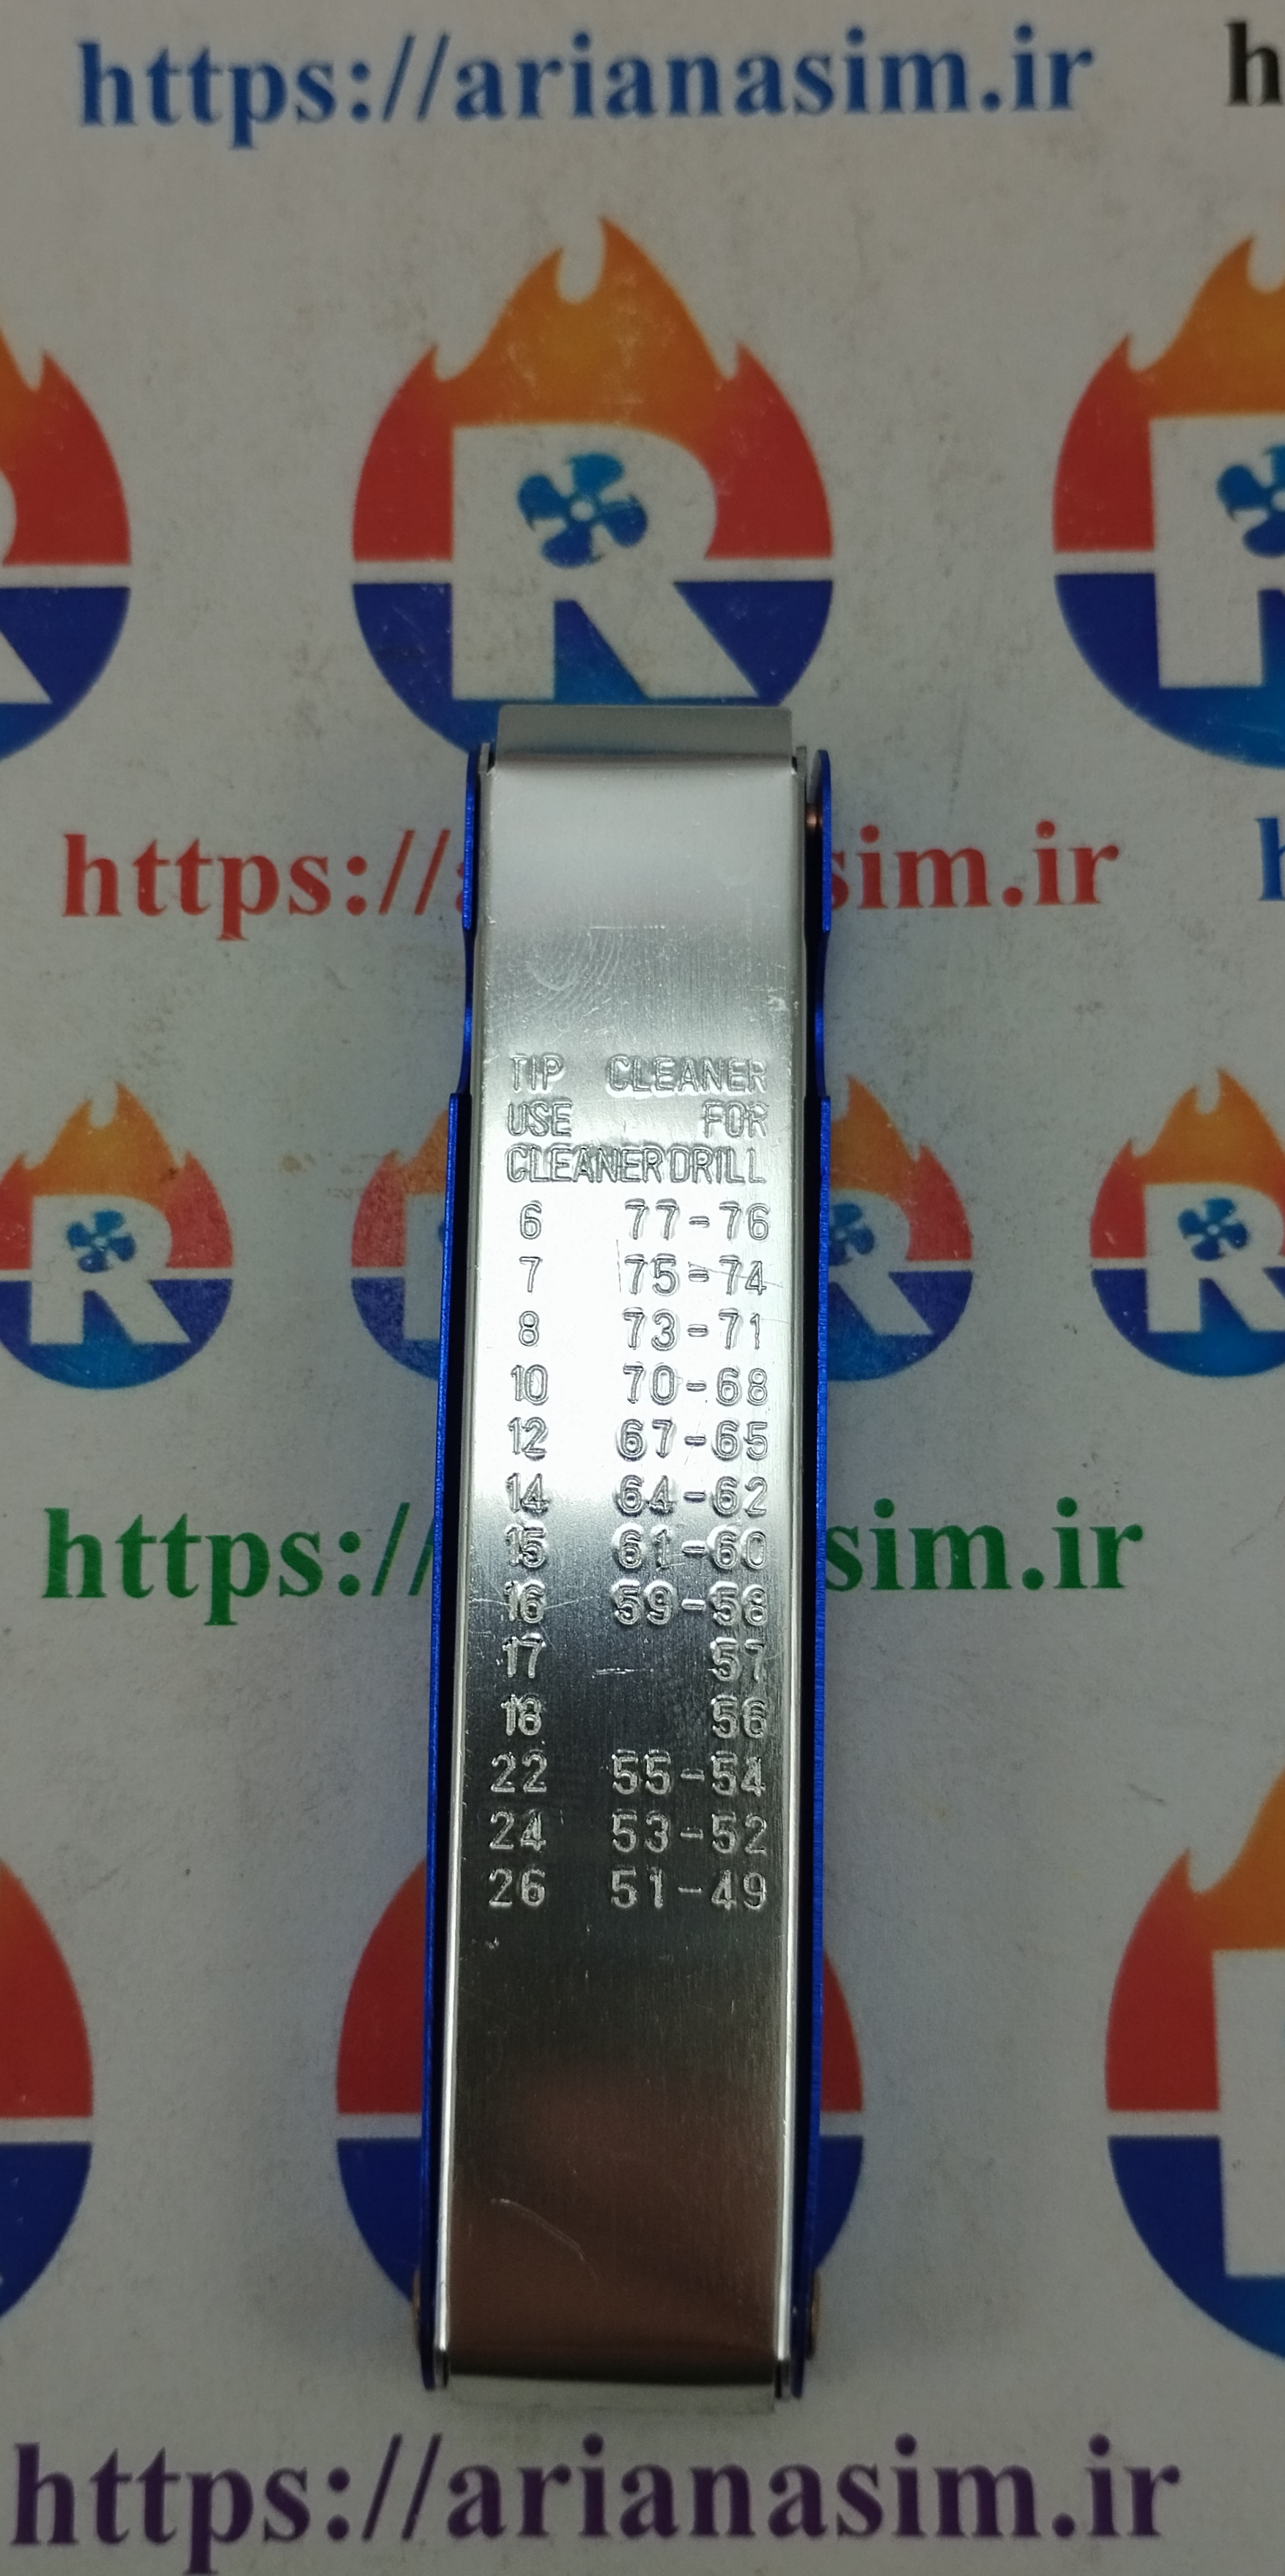 https://arianasim.ir
R
https://
sim.ir
TIP CLEANER
USE FOR
CLEANER DRILL
6 77-76
7 75-74
8 73-71
10 70-68
12 67-65
14 64-62
15 61-60
16 59-58
17 57
18 56
22 55-54
24 53-52
26 51-49
R
R
R
https://
sim.ir
https://arianasim.ir